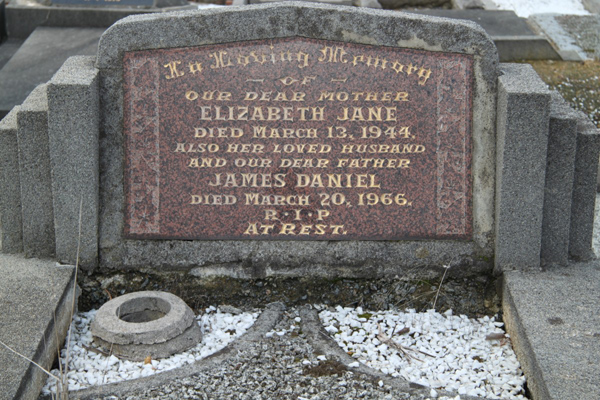 In Loving Memory
— OF —
OUR DEAR MOTHER
ELIZABETH JANE
DIED MARCH 13, 1944.
ALSO HER LOVED HUSBAND
AND OUR DEAR FATHER
JAMES DANIEL
DIED MARCH 20, 1966.
R · I · P
AT REST.